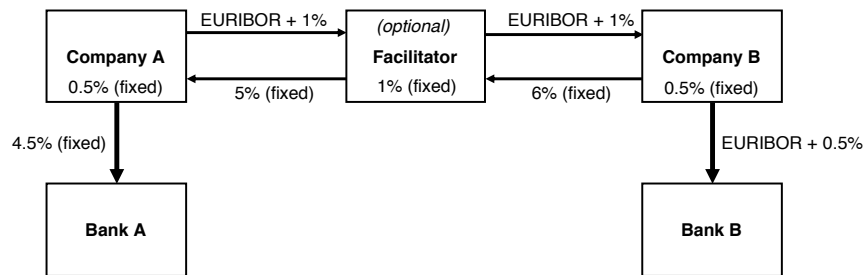 EURIBOR + 1%
EURIBOR + 1%
(optional)
Company A
Facilitator
Company B
0.5% (fixed)
1% (fixed)
0.5% (fixed)
5% (fixed)
6% (fixed)
4.5% (fixed)
EURIBOR + 0.5%
Bank A
Bank B